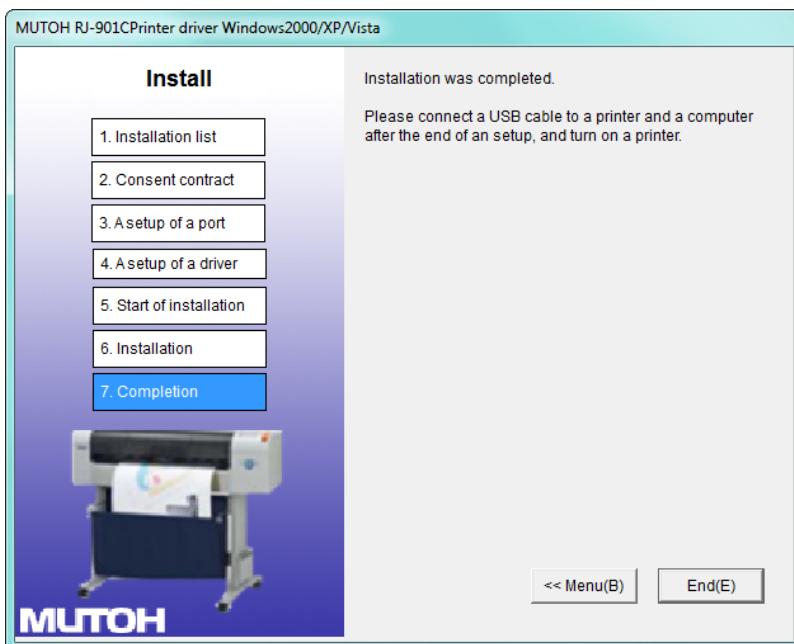 MUTOH RJ-901CPrinter driver Windows2000/XP/Vista
Install
1. Installation list
2. Consent contract
3. A setup of a port
4. A setup of a driver
5. Start of installation
6. Installation
7. Completion
MUTOH
Installation was completed.
Please connect a USB cable to a printer and a computer
after the end of an setup, and turn on a printer.
<< Menu(B)
End(E)